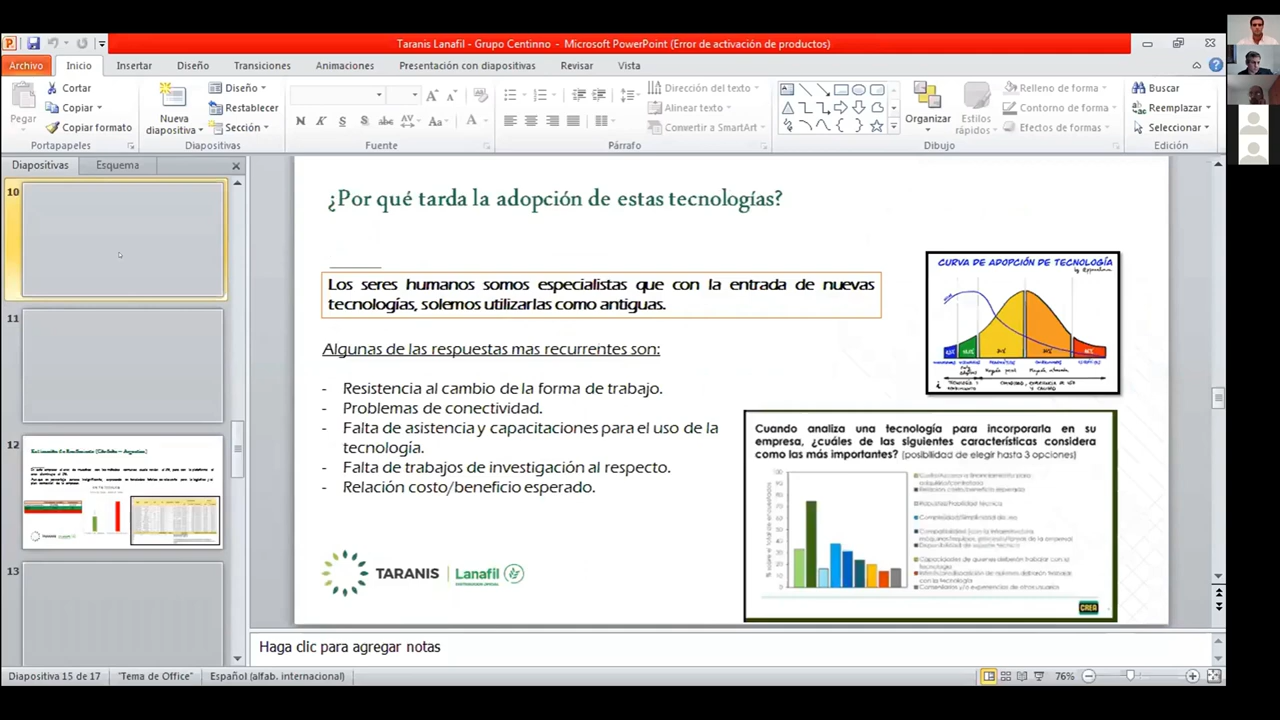 Taranis Lanafil - Grupo Centinno - Microsoft PowerPoint (Error de activación de productos)
Archivo Inicio Insertar Diseño Transiciones Animaciones Presentación con diapositivas Revisar Vista
Pegar
Cortar
Copiar
Copiar formato
Portapapeles
Nueva diapositiva
Diseño
Restablecer
Sección
Diapositivas
N K S S abc AV Aa A
Fuente
Dirección del texto
Alinear texto
Convertir a SmartArt
Párrafo
Organizar
Estilos rápidos
Relleno de forma
Contorno de forma
Efectos de formas
Dibujo
Buscar
Reemplazar
Seleccionar
Edición
Diapositivas Esquema
10
11
12
13
¿Por qué tarda la adopción de estas tecnologías?
Los seres humanos somos especialistas que con la entrada de nuevas
tecnologías, solemos utilizarlas como antiguas.
Algunas de las respuestas mas recurrentes son:
- Resistencia al cambio de la forma de trabajo.
- Problemas de conectividad.
- Falta de asistencia y capacitaciones para el uso de la
tecnología.
- Falta de trabajos de investigación al respecto.
- Relación costo/beneficio esperado.
TARANIS | Lanafil
CURVA DE ADOPCIÓN DE TECNOLOGÍA
Cuando analiza una tecnología para incorporarla en su
empresa, ¿cuáles de las siguientes características considera
como las más importantes? (posibilidad de elegir hasta 3 opciones)
CREA
Haga clic para agregar notas
Diapositiva 15 de 17 "Tema de Office" Español (alfab. internacional) 76%